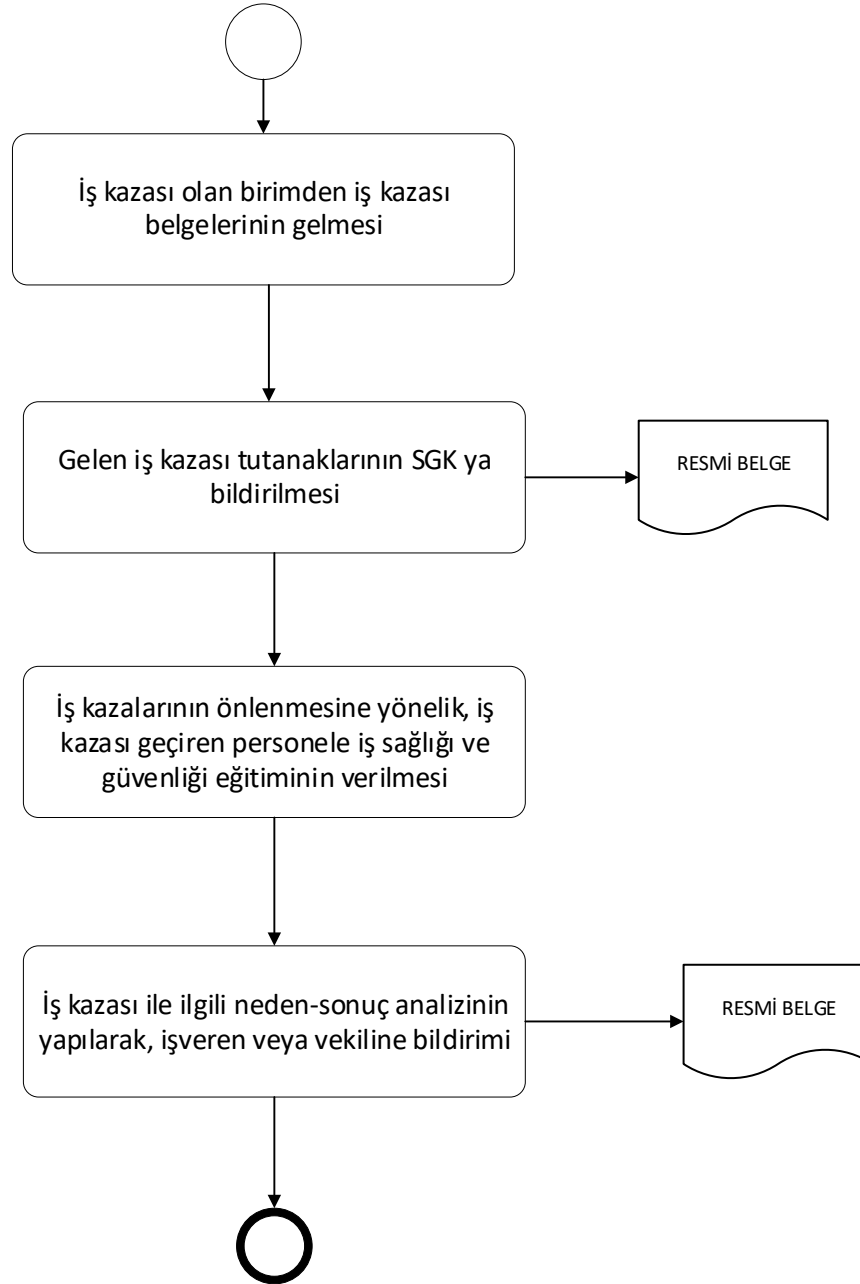 İş kazası olan birimden iş kazası
belgelerinin gelmesi
Gelen iş kazası tutanaklarının SGK ya
bildirilmesi
RESMİ BELGE
İş kazalarının önlenmesine yönelik, iş
kazası geçiren personele iş sağlığı ve
güvenliği eğitiminin verilmesi
İş kazası ile ilgili neden-sonuç analizinin
yapılarak, işveren veya vekiline bildirimi
RESMİ BELGE